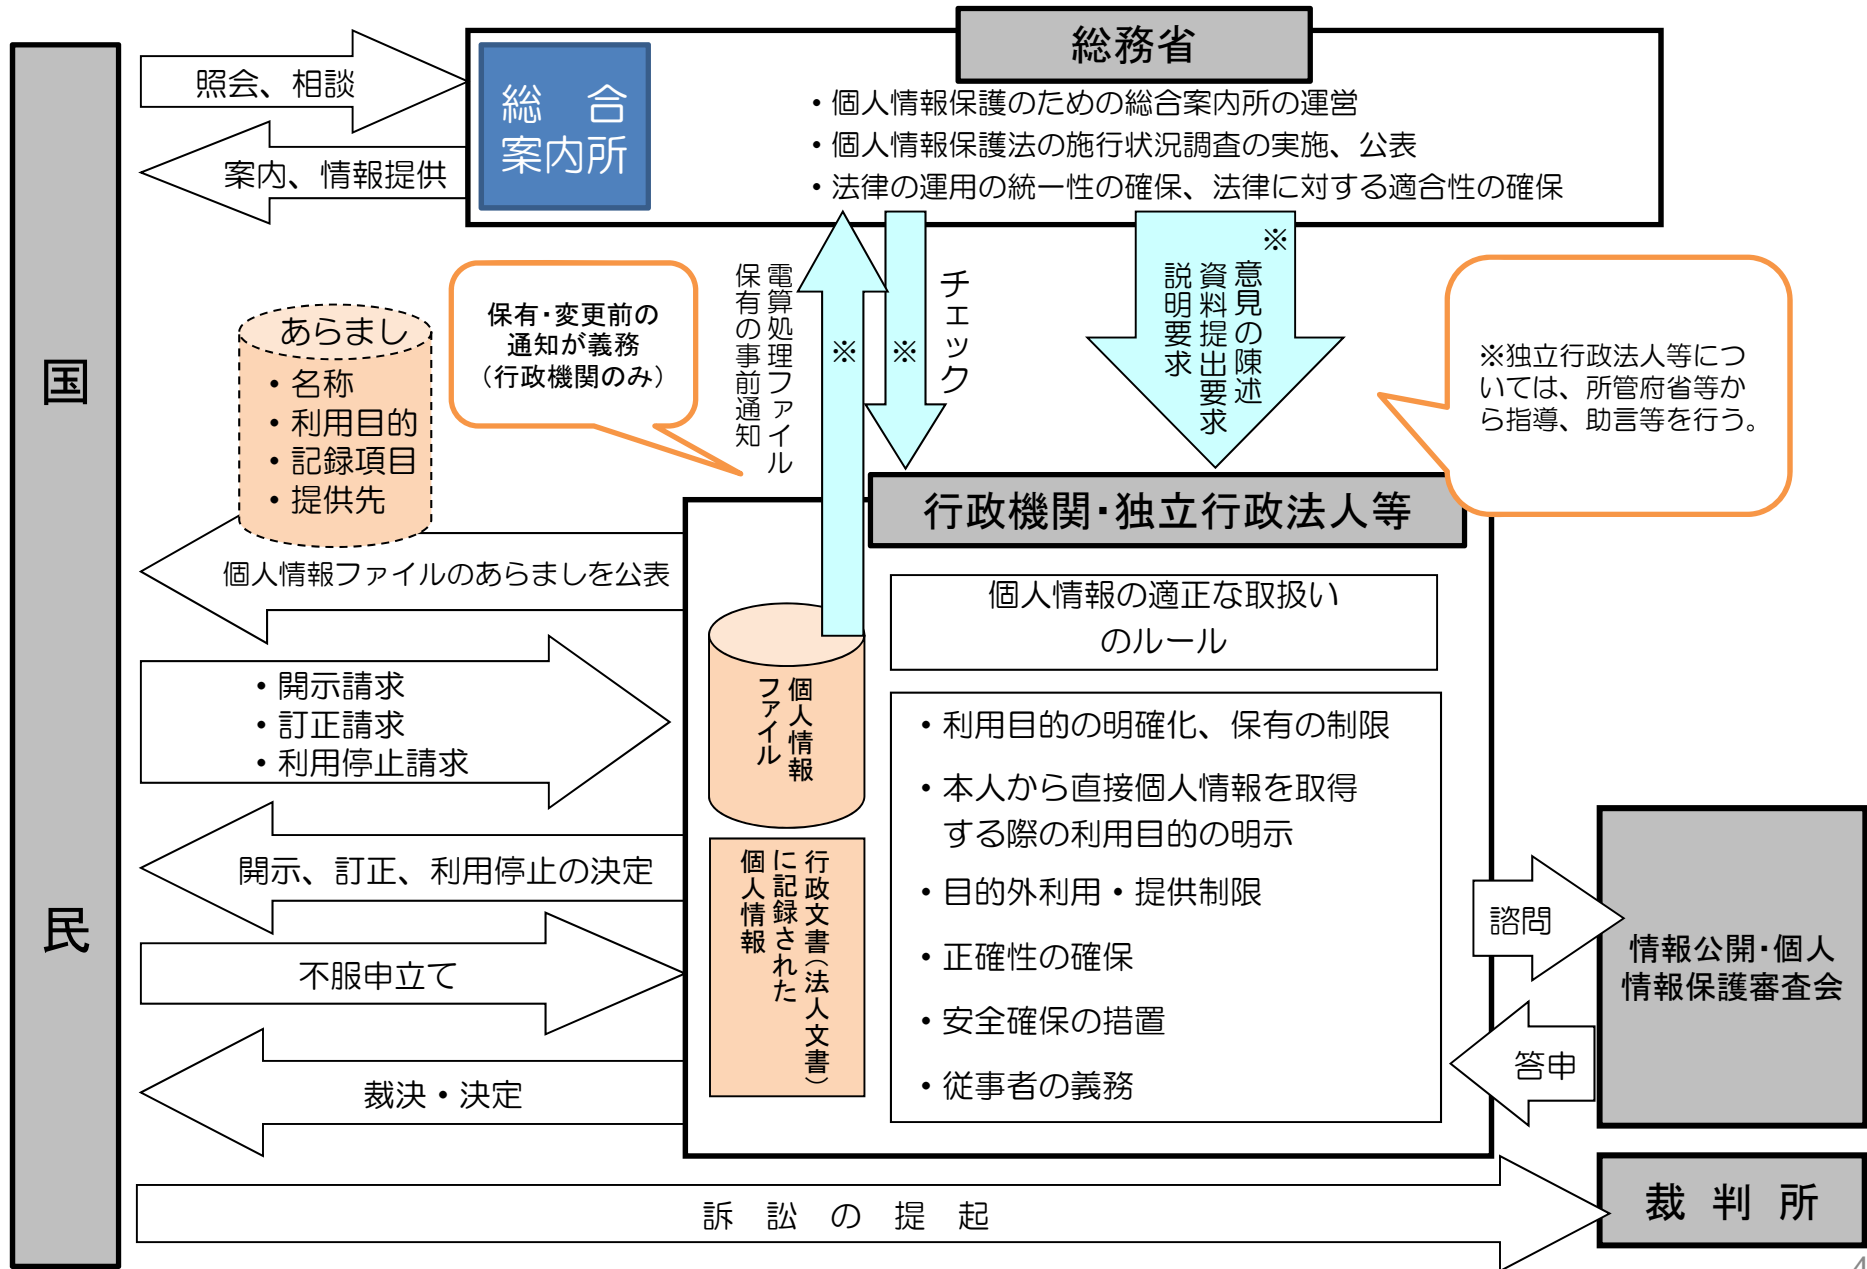 総務省
・個人情報保護のための総合案内所の運営
・個人情報保護法の施行状況調査の実施、公表
・法律の運用の統一性の確保、法律に対する適合性の確保
総　合
案内所
照会、相談
案内、情報提供
国
民
あらまし
・名称
・利用目的
・記録項目
・提供先
保有・変更前の
通知が義務
（行政機関のみ）
電算処理ファイル
保有の事前通知
※
※
チェック
※
意見の陳述
資料提出要求
説明要求
※独立行政法人等につ
いては、所管府省等か
ら指導、助言等を行う。
行政機関・独立行政法人等
個人情報ファイルのあらましを公表
・開示請求
・訂正請求
・利用停止請求
開示、訂正、利用停止の決定
不服申立て
裁決・決定
個人情報
ファイル
行政文書（法人文書）
に記録された
個人情報
個人情報の適正な取扱い
のルール
・利用目的の明確化、保有の制限
・本人から直接個人情報を取得
する際の利用目的の明示
・目的外利用・提供制限
・正確性の確保
・安全確保の措置
・従事者の義務
諮問
答申
情報公開・個人
情報保護審査会
訴　訟　の　提　起
裁　判　所
4